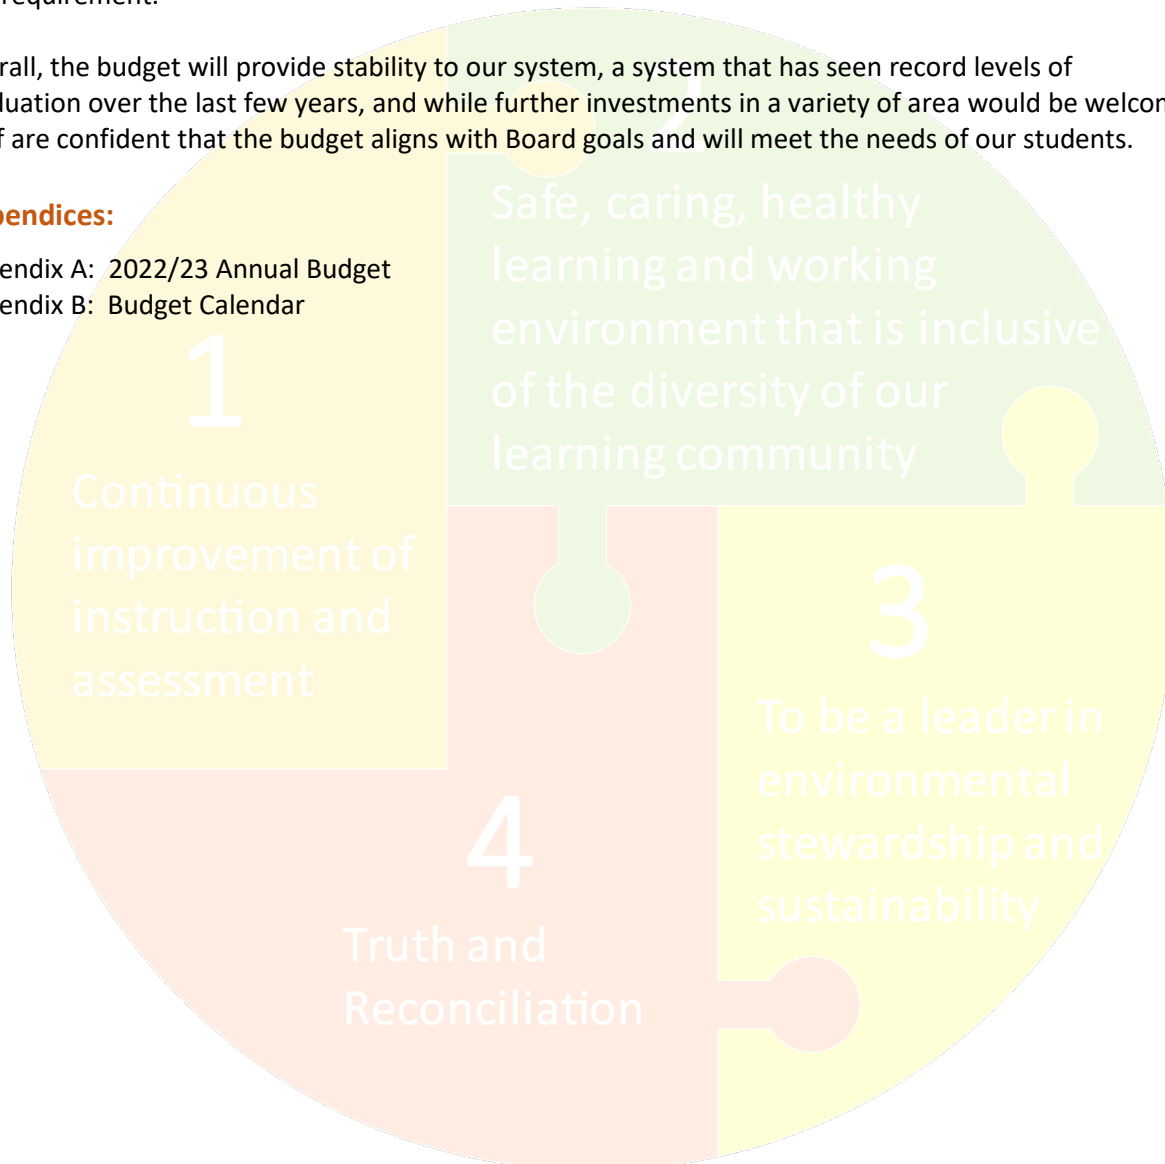 requirement.
rall, the budget will provide stability to our system, a system that has seen record levels of
duation over the last few years, and while further investments in a variety of area would be welcon
f are confident that the budget aligns with Board goals and will meet the needs of our students.
pendices:
endix A: 2022/23 Annual Budget
endix B: Budget Calendar
1
Continuous
improvement of
instruction and
assessment
2
Safe, caring, healthy
learning and working
environment that is inclusive
of the diversity of our
learning community
3
To be a leader in
environmental
stewardship and
sustainability
4
Truth and
Reconciliation